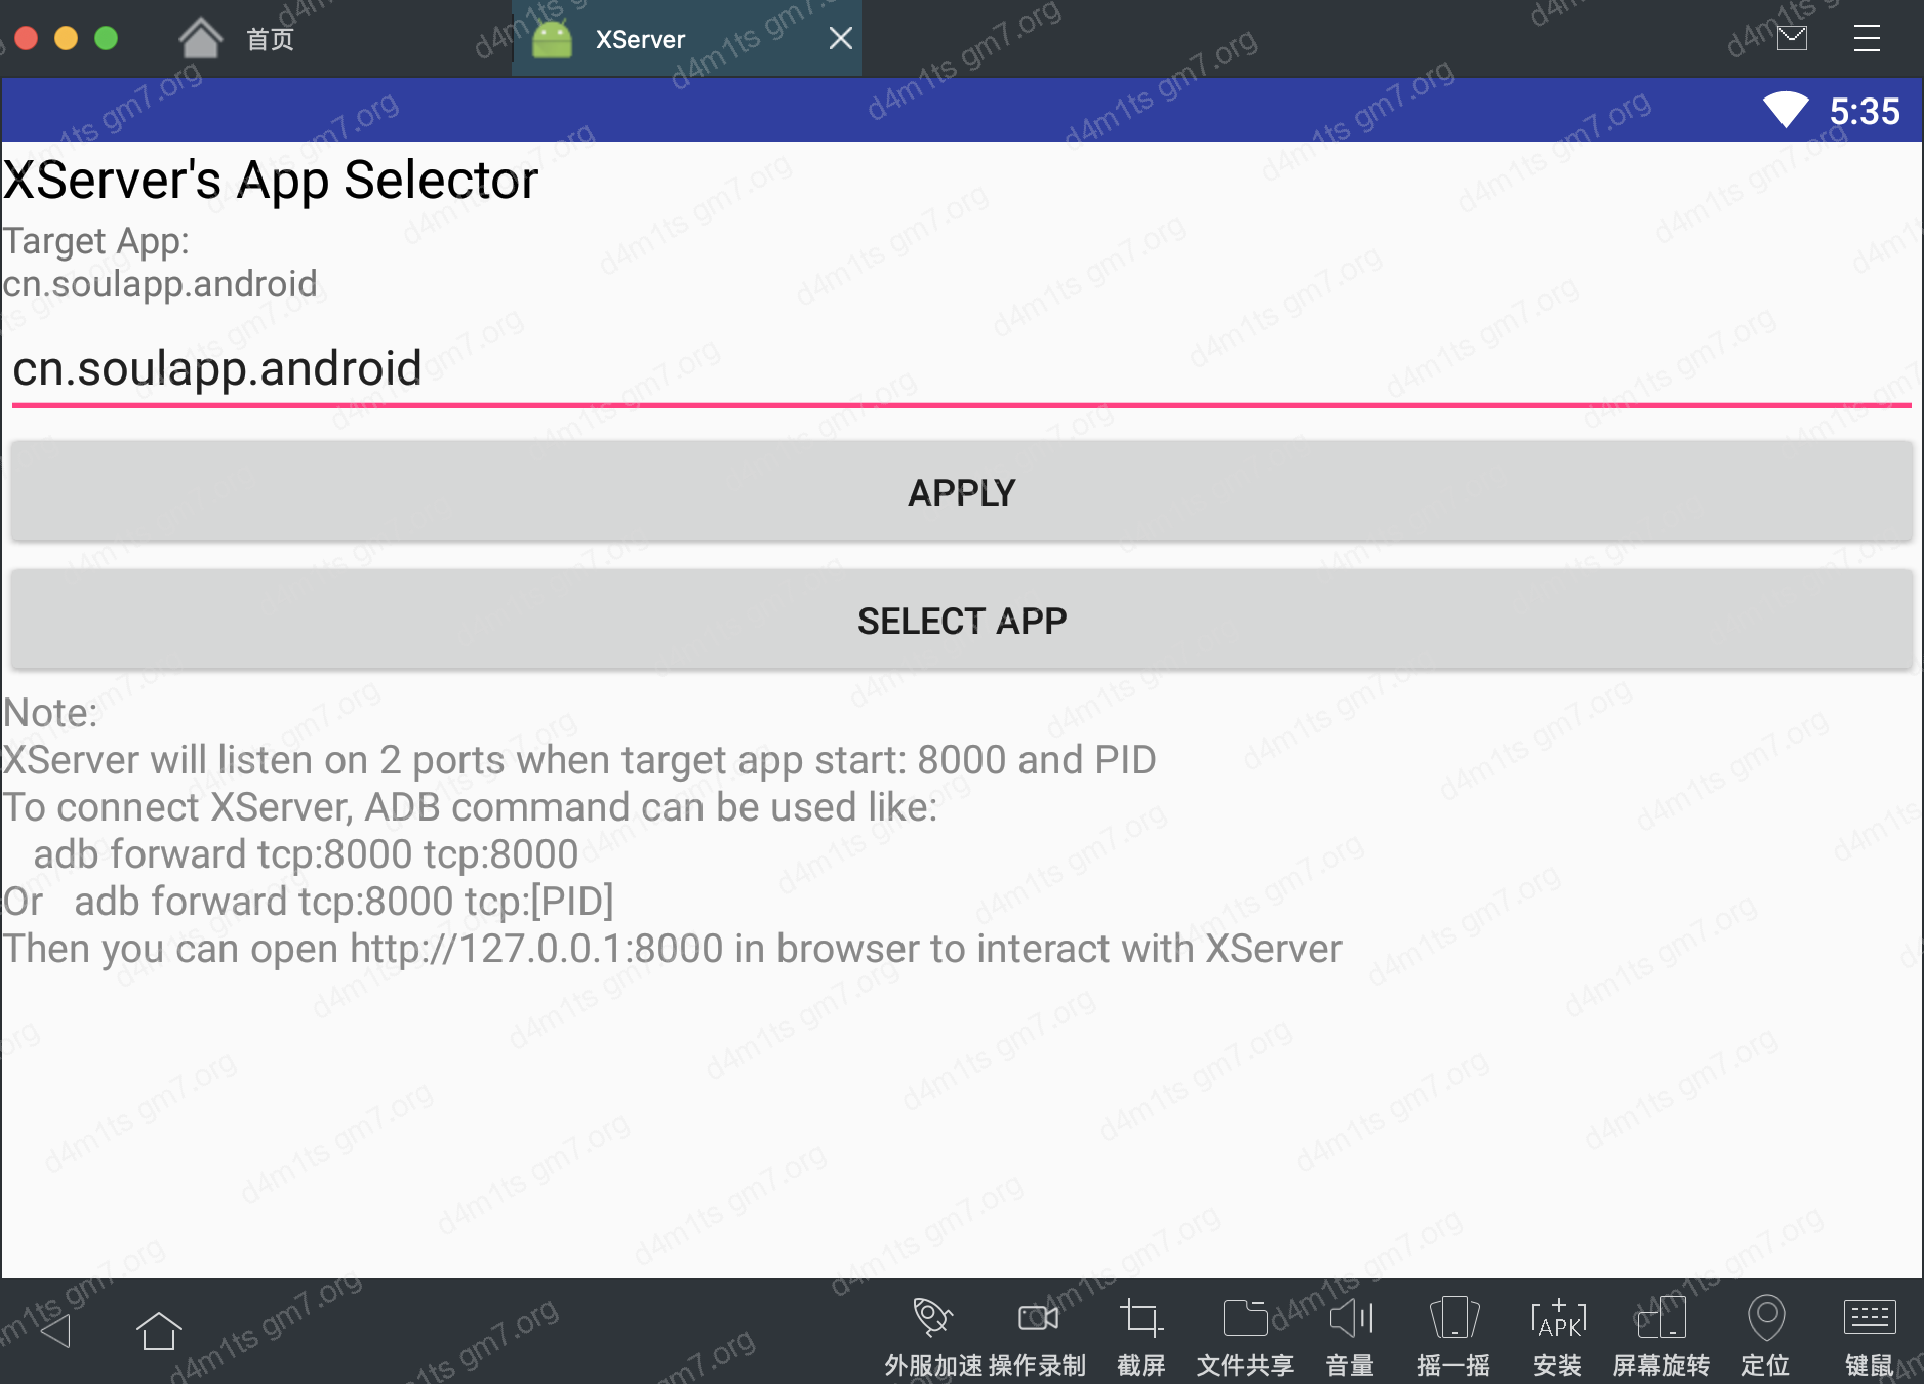 首页
XServer
5:35
XServer's App Selector
Target App:
cn.soulapp.android
cn.soulapp.android
APPLY
SELECT APP
Note:
XServer will listen on 2 ports when target app start: 8000 and PID
To connect XServer, ADB command can be used like:
adb forward tcp:8000 tcp:8000
Or adb forward tcp:8000 tcp:[PID]
Then you can open http://127.0.0.1:8000 in browser to interact with XServer
APK
外服加速 操作录制 截屏 文件共享 音量 摇一摇 安装 屏幕旋转 定位 键鼠
d4m1ts gm7.org